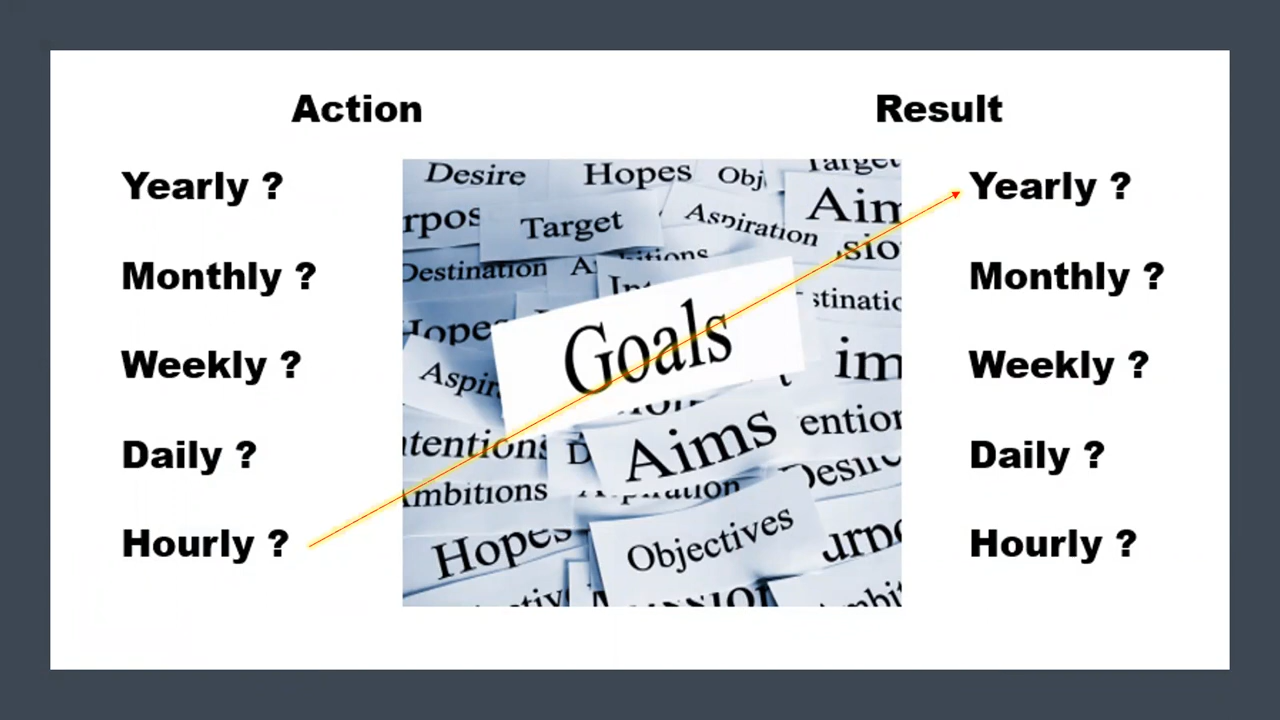 Action
Result
Yearly ?
Monthly ?
Weekly ?
Daily ?
Hourly ?
Desire
Hopes
Target
Aspiration
Destination
Goals
Aims
Objectives
Ambitions
Hopes
Yearly ?
Monthly ?
Weekly ?
Daily ?
Hourly ?